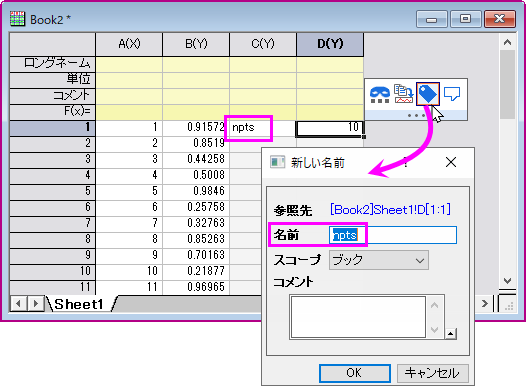 Book2 *
A(X) B(Y) C(Y) D(Y)
ロングネーム
単位
コメント
F(x)=
1 1 0.91572 npts 10
2 2 0.8519
3 3 0.44258
4 4 0.5008
5 5 0.9846
6 6 0.25758
7 7 0.32763
8 8 0.85263
9 9 0.70163
10 10 0.21877
11 11 0.96965
Sheet1
新しい名前 ?
参照先 [Book2]Sheet1!D[1:1]
名前 npts
スコープ ブック
コメント
OK キャンセル